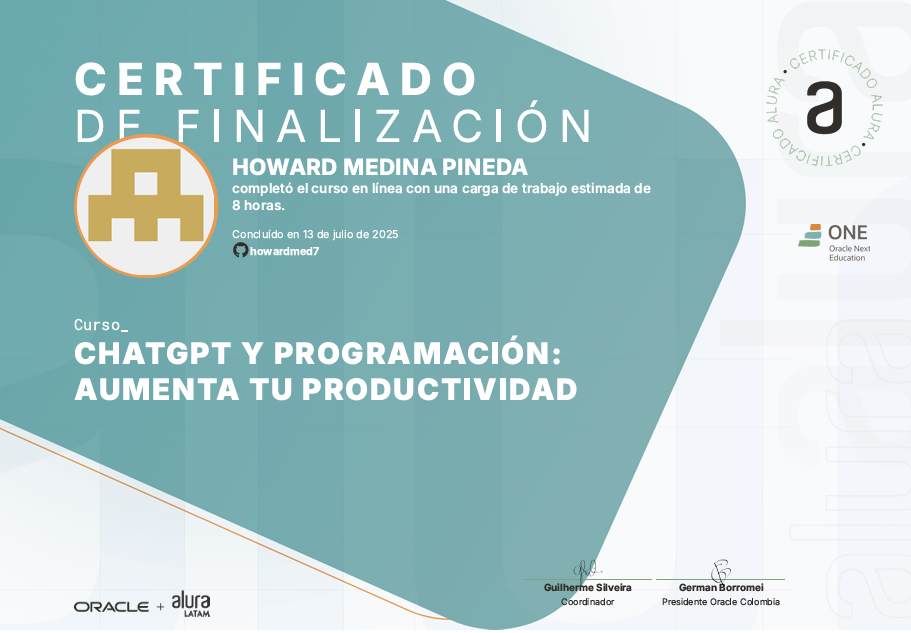 CERTIFICADO
DE FINALIZACIÓN
HOWARD MEDINA PINEDA
completó el curso en línea con una carga de trabajo estimada de
8 horas.
Concluido en 13 de julio de 2025
howardmed7
Curso_
CHATGPT Y PROGRAMACIÓN:
AUMENTA TU PRODUCTIVIDAD
CERTIFICADO ALURA • CERTIFICADO ALURA •
a
ONE
Oracle Next
Education
alura
alura
ORACLE + alura
LATAM
Guilherme Silveira
Coordinador
German Borromei
Presidente Oracle Colombia